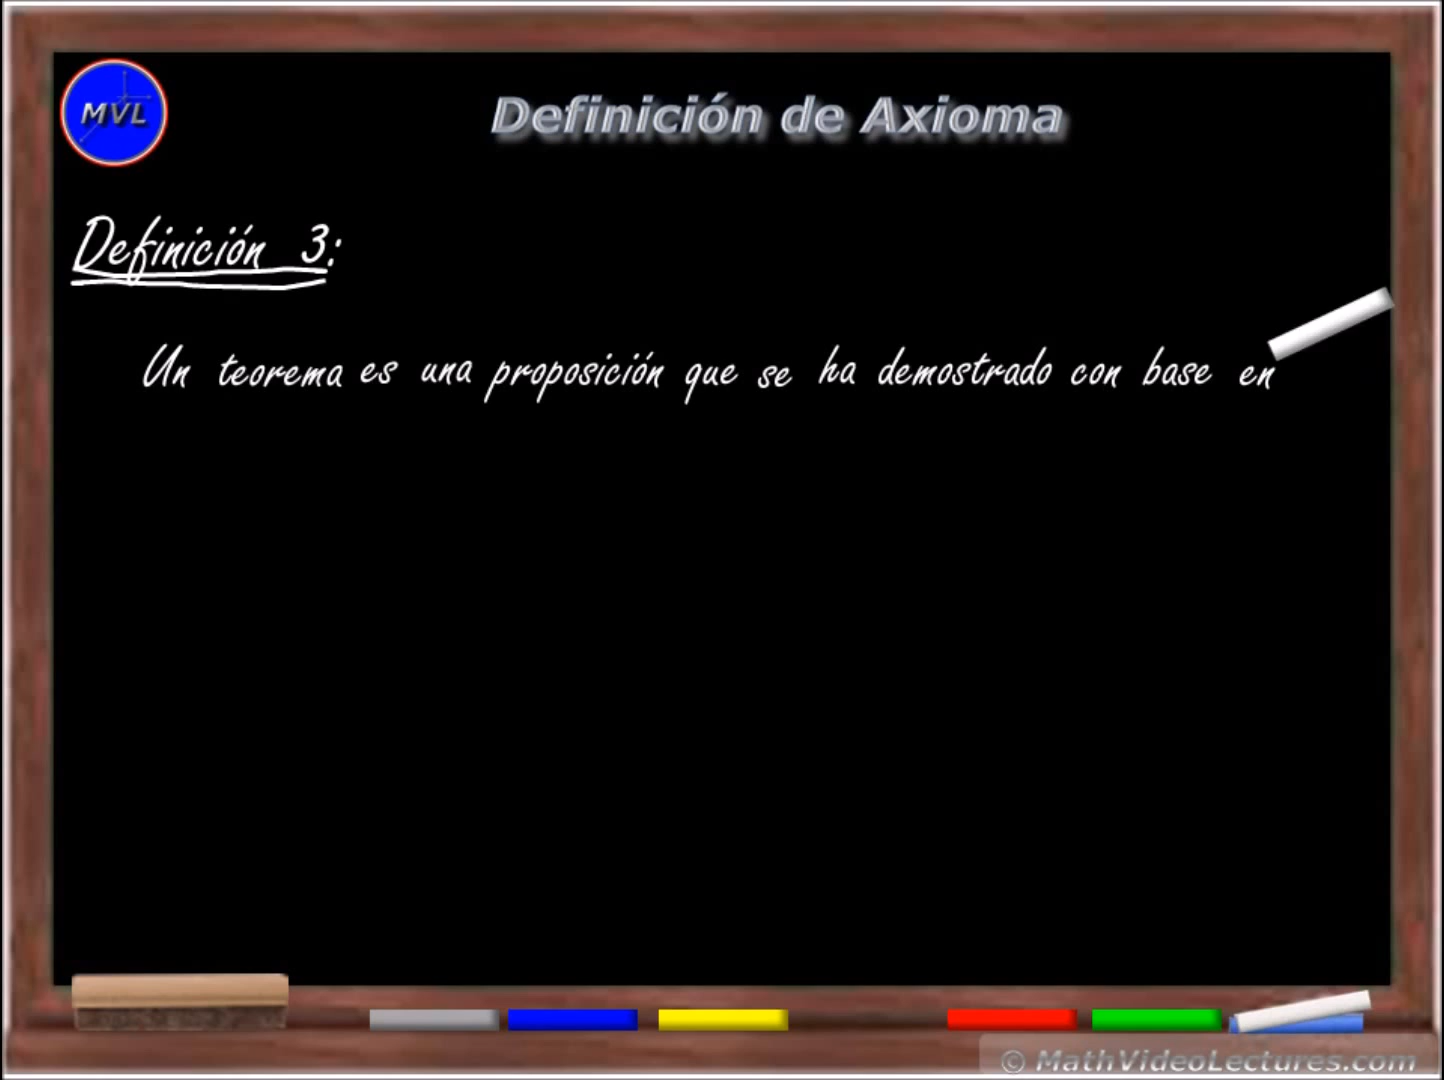 MVL
Definición de Axioma
Definición 3:
Un teorema es una proposición que se ha demostrado con base en
© MathVideoLectures.com